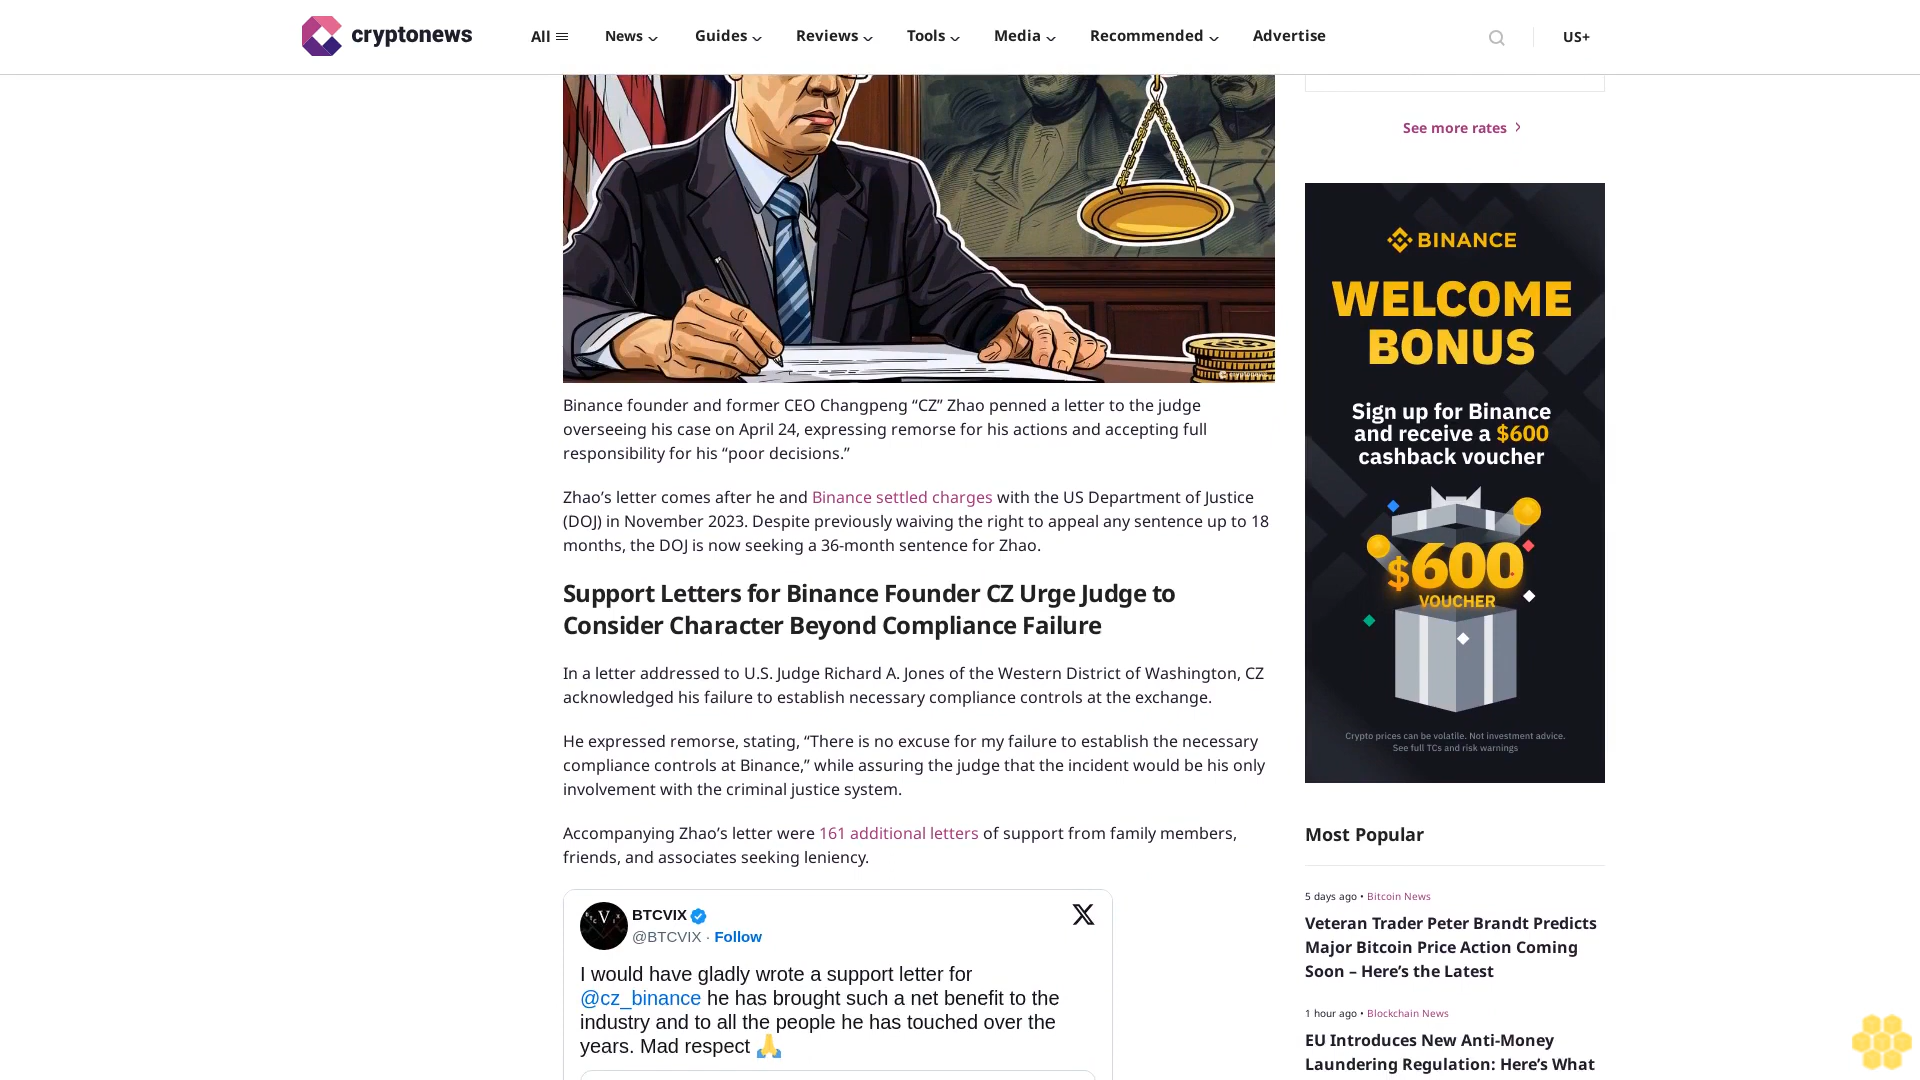 cryptonews
All
News
Guides
Reviews
Tools
Media
Recommended
Advertise
US+
Binance founder and former CEO Changpeng “CZ” Zhao penned a letter to the judge
overseeing his case on April 24, expressing remorse for his actions and accepting full
responsibility for his “poor decisions.”
Zhao’s letter comes after he and Binance settled charges with the US Department of Justice
(DOJ) in November 2023. Despite previously waiving the right to appeal any sentence up to 18
months, the DOJ is now seeking a 36-month sentence for Zhao.
Support Letters for Binance Founder CZ Urge Judge to
Consider Character Beyond Compliance Failure
In a letter addressed to U.S. Judge Richard A. Jones of the Western District of Washington, CZ
acknowledged his failure to establish necessary compliance controls at the exchange.
He expressed remorse, stating, “There is no excuse for my failure to establish the necessary
compliance controls at Binance,” while assuring the judge that the incident would be his only
involvement with the criminal justice system.
Accompanying Zhao’s letter were 161 additional letters of support from family members,
friends, and associates seeking leniency.
BTCVIX
@BTCVIX · Follow
I would have gladly wrote a support letter for
@cz_binance he has brought such a net benefit to the
industry and to all the people he has touched over the
years. Mad respect 🙏
See more rates
BINANCE
WELCOME
BONUS
Sign up for Binance
and receive a $600
cashback voucher
$600
VOUCHER
Crypto prices can be volatile. Not investment advice.
See full TCs and risk warnings
Most Popular
5 days ago • Bitcoin News
Veteran Trader Peter Brandt Predicts
Major Bitcoin Price Action Coming
Soon – Here’s the Latest
1 hour ago • Blockchain News
EU Introduces New Anti-Money
Laundering Regulation: Here’s What